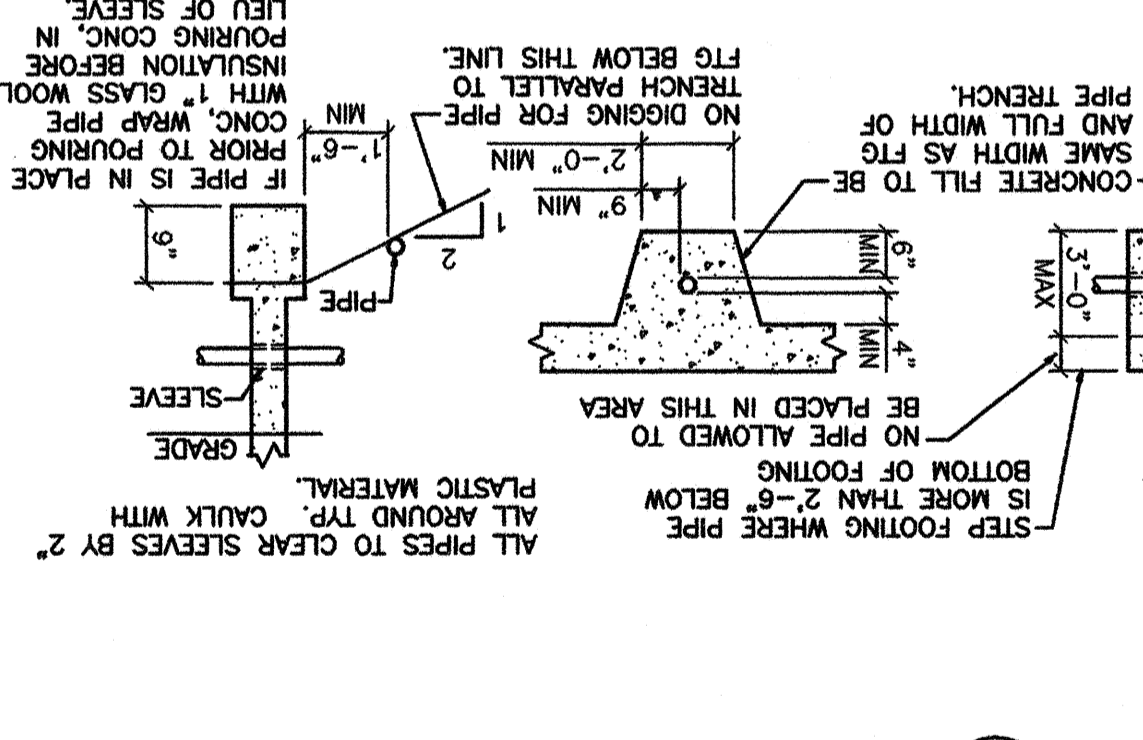 ALL PIPES TO CLEAR SLEEVES BY 2"
ALL AROUND TYP. CAULK WITH
PLASTIC MATERIAL.
GRADE
SLEEVE
PIPE
9"
2
1
1'-6"
MIN
IF PIPE IS IN PLACE
PRIOR TO POURING
CONC, WRAP PIPE
WITH 1" GLASS WOOL
INSULATION BEFORE
POURING CONC, IN
LIEU OF SLEEVE.
STEP FOOTING WHERE PIPE
IS MORE THAN 2'-6" BELOW
BOTTOM OF FOOTING
NO PIPE ALLOWED TO
BE PLACED IN THIS AREA
4"
MIN
6"
MIN
3'-0"
MAX
9" MIN
2'-0" MIN
CONCRETE FILL TO BE
SAME WIDTH AS FTG
AND FULL WIDTH OF
PIPE TRENCH.
NO DIGGING FOR PIPE
TRENCH PARALLEL TO
FTG BELOW THIS LINE.